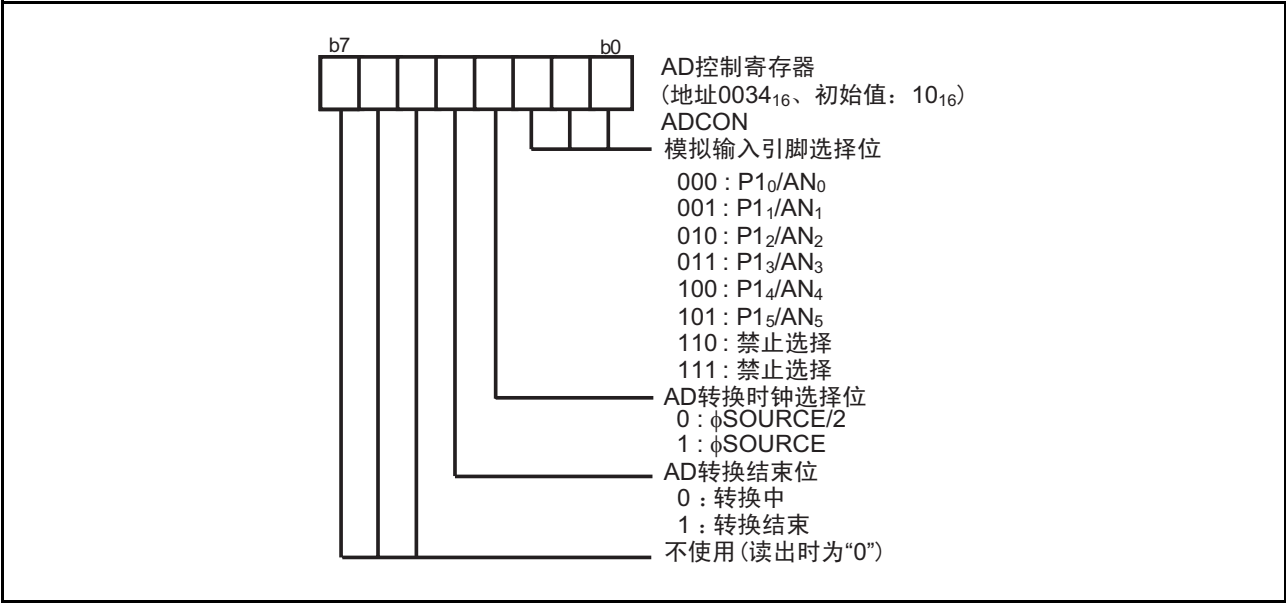 b7 b0
AD控制寄存器
(地址0034₁₆、初始值：10₁₆)
ADCON
模拟输入引脚选择位
000 : P1₀/AN₀
001 : P1₁/AN₁
010 : P1₂/AN₂
011 : P1₃/AN₃
100 : P1₄/AN₄
101 : P1₅/AN₅
110 : 禁止选择
111 : 禁止选择
AD转换时钟选择位
0 : ϕSOURCE/2
1 : ϕSOURCE
AD转换结束位
0：转换中
1：转换结束
不使用(读出时为“0”)